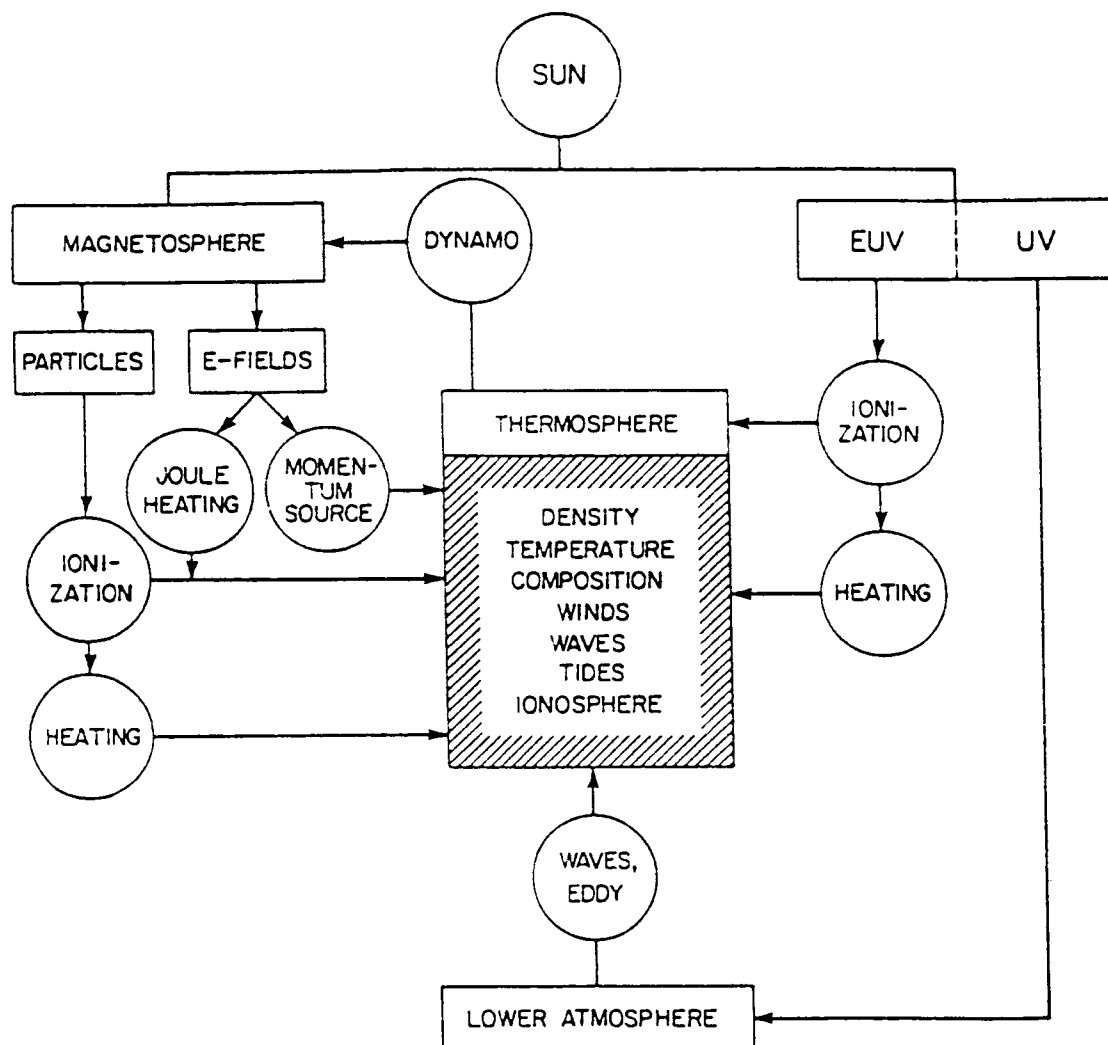 SUN
MAGNETOSPHERE
DYNAMO
EUV
UV
PARTICLES
E-FIELDS
THERMOSPHERE
IONI-
ZATION
JOULE
HEATING
MOMEN-
TUM
SOURCE
DENSITY
TEMPERATURE
COMPOSITION
WINDS
WAVES
TIDES
IONOSPHERE
IONI-
ZATION
HEATING
HEATING
WAVES,
EDDY
LOWER ATMOSPHERE